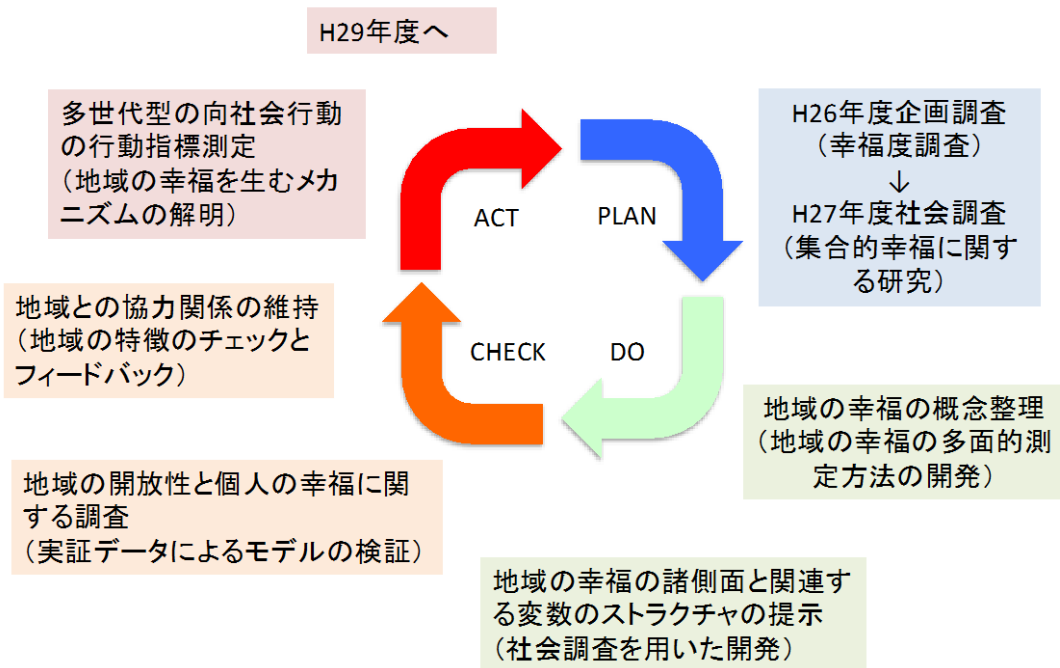 H29年度へ
多世代型の向社会行動
の行動指標測定
(地域の幸福を生むメカ
ニズムの解明)
ACT
PLAN
H26年度企画調査
(幸福度調査)
↓
H27年度社会調査
(集合的幸福に関す
る研究)
地域との協力関係の維持
(地域の特徴のチェックと
フィードバック)
CHECK
DO
地域の幸福の概念整理
(地域の幸福の多面的測
定方法の開発)
地域の開放性と個人の幸福に関
する調査
(実証データによるモデルの検証)
地域の幸福の諸側面と関連す
る変数のストラクチャの提示
(社会調査を用いた開発)